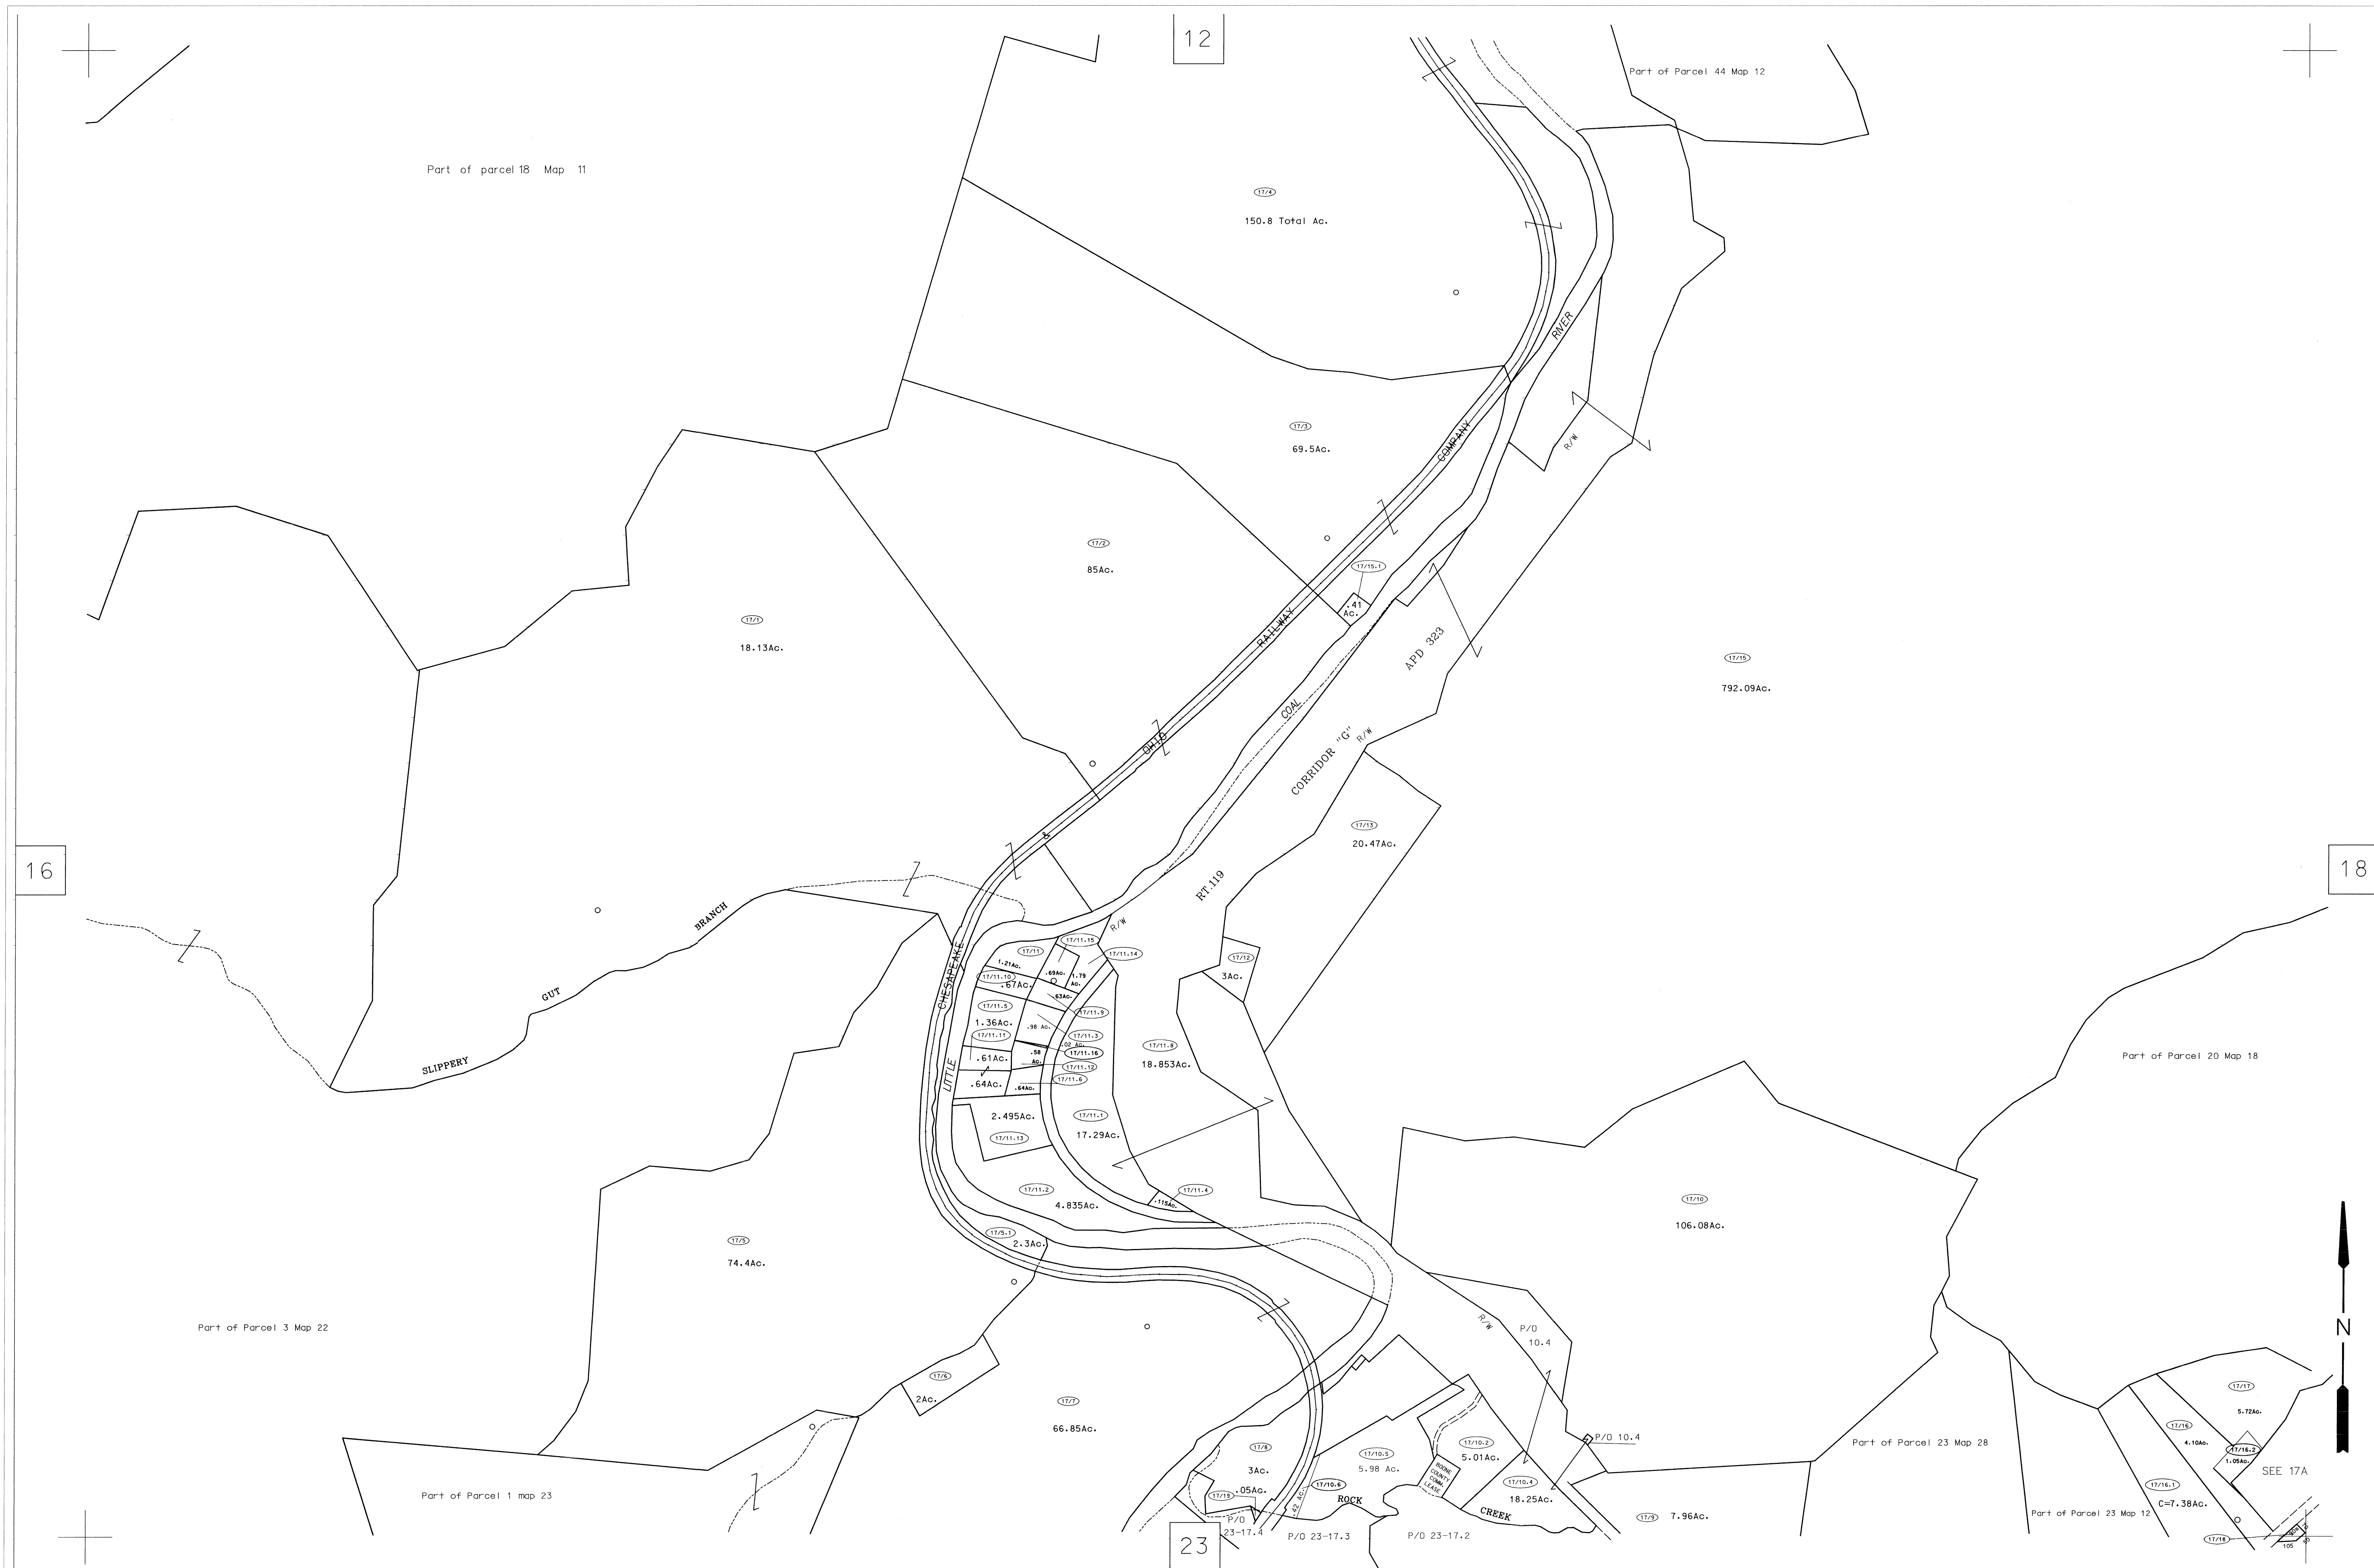 12
Part of Parcel 44 Map 12
Part of parcel 18 Map 11
17/4
150.8 Total Ac.
RIVER
17/3
69.5Ac.
COMPANY
R/W
17/2
85Ac.
17/15.1
.41
Ac.
17/1
18.13Ac.
RAILWAY
APD 323
17/15
792.09Ac.
COAL
OHIO
CORRIDOR "G"
R/W
17/13
20.47Ac.
&
16
18
RT.119
BRANCH
R/W
CHESAPEAKE
17/11
17/11.15
17/11.14
1.21Ac.
.69Ac.
1.79
Ac.
17/12
3Ac.
17/11.10
.67Ac.
.63Ac.
GUT
17/11.5
17/11.9
1.36Ac.
.98 Ac.
17/11.11
17/11.3
.02 Ac.
17/11.8
18.853Ac.
.58
Ac.
17/11.16
.61Ac.
17/11.12
SLIPPERY
LITTLE
.64Ac.
.64Ac.
17/11.6
Part of Parcel 20 Map 18
2.495Ac.
17/11.1
17.29Ac.
17/11.13
17/11.2
4.835Ac.
17/11.4
.115Ac.
17/10
106.08Ac.
17/5.1
2.3Ac.
17/5
74.4Ac.
Part of Parcel 3 Map 22
R/W
P/O
10.4
N
17/6
2Ac.
17/7
66.85Ac.
17/17
5.72Ac.
17/16
4.10Ac.
17/16.2
1.05Ac.
P/O 10.4
Part of Parcel 23 Map 28
17/8
3Ac.
17/10.5
5.98 Ac.
17/10.2
5.01Ac.
BOONE
COUNTY
COMM.
LEASE
SEE 17A
17/10.4
18.25Ac.
17/10.6
.42 Ac.
17/16.1
C=7.38Ac.
Part of Parcel 1 map 23
17/19
.05Ac.
ROCK
CREEK
17/9
7.96Ac.
Part of Parcel 23 Map 12
P/O
23-17.4
P/O 23-17.3
P/O 23-17.2
23
17/18
105